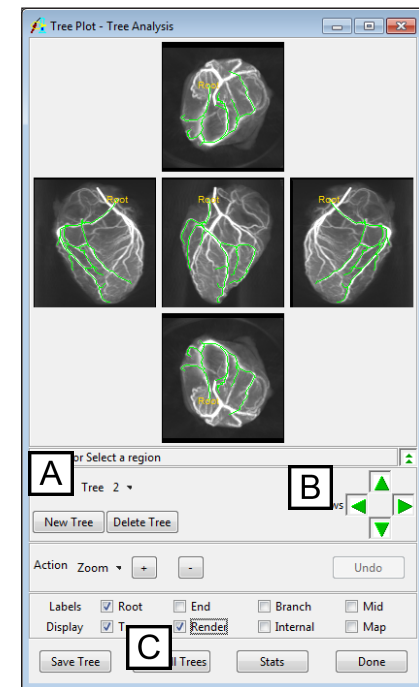 Tree Plot - Tree Analysis
Root
Root
Root
Root
Root
or Select a region
A
B
Tree 2
New Tree Delete Tree
Action Zoom + - Undo
Labels Root End Branch Mid
Display Render Internal Map
C
Save Tree Trees Stats Done